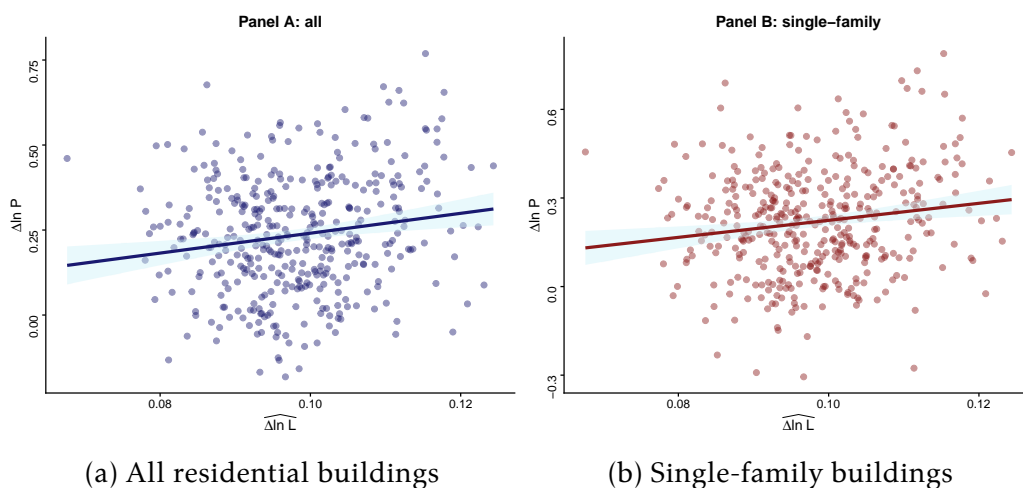 Panel A: all
ΔlnP
0.75
0.50
0.25
0.00
0.08
0.10
0.12
Δln L
(a) All residential buildings
Panel B: single−family
Δln P
0.6
0.3
0.0
−0.3
0.08
0.10
0.12
Δln L
(b) Single-family buildings